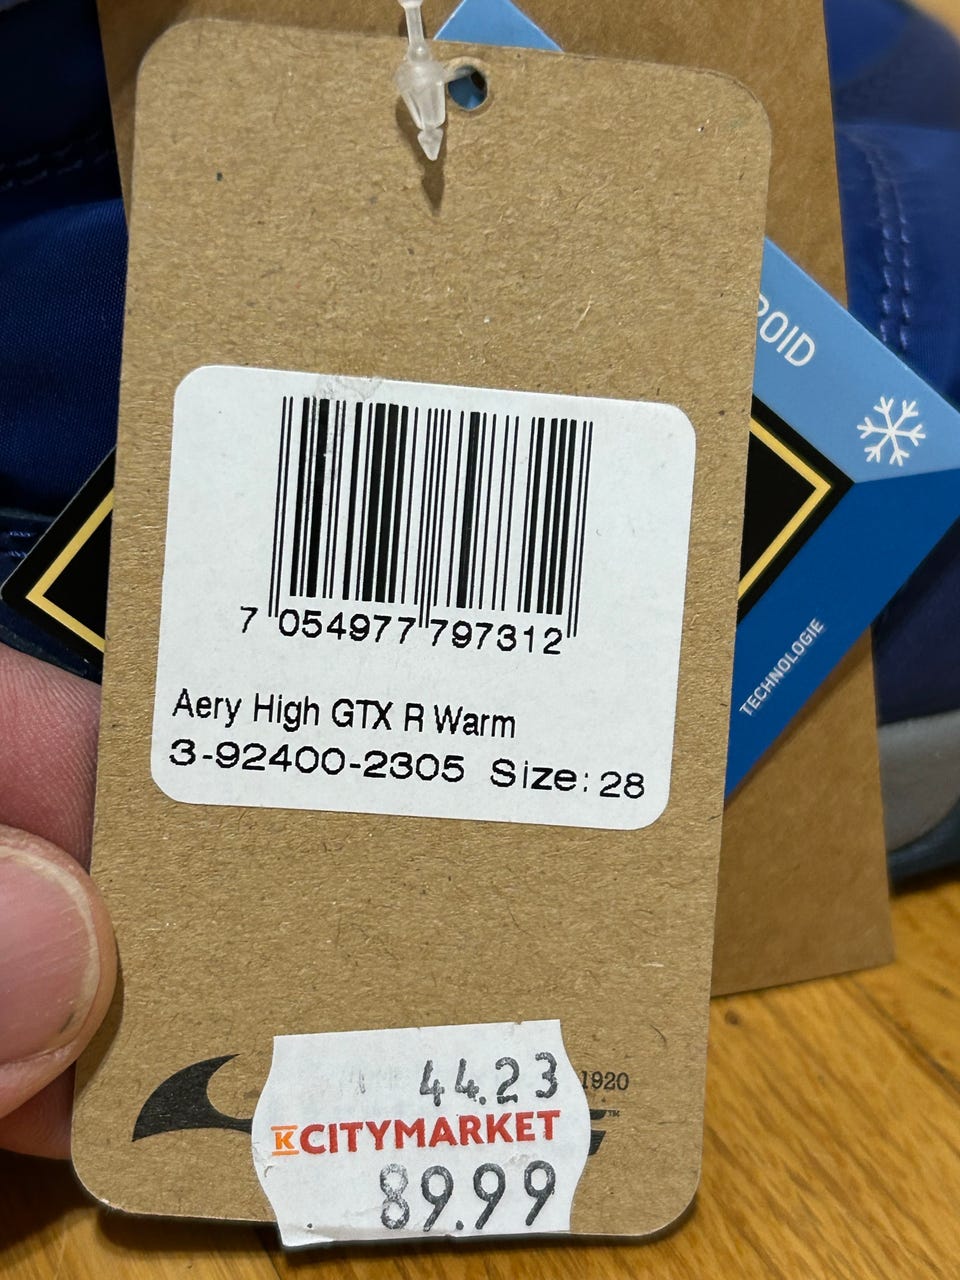 7 054977 797312
Aery High GTX R Warm
3-92400-2305 Size: 28
44.23
1920
K CITYMARKET
™
89.99
TECHNOLOGIE